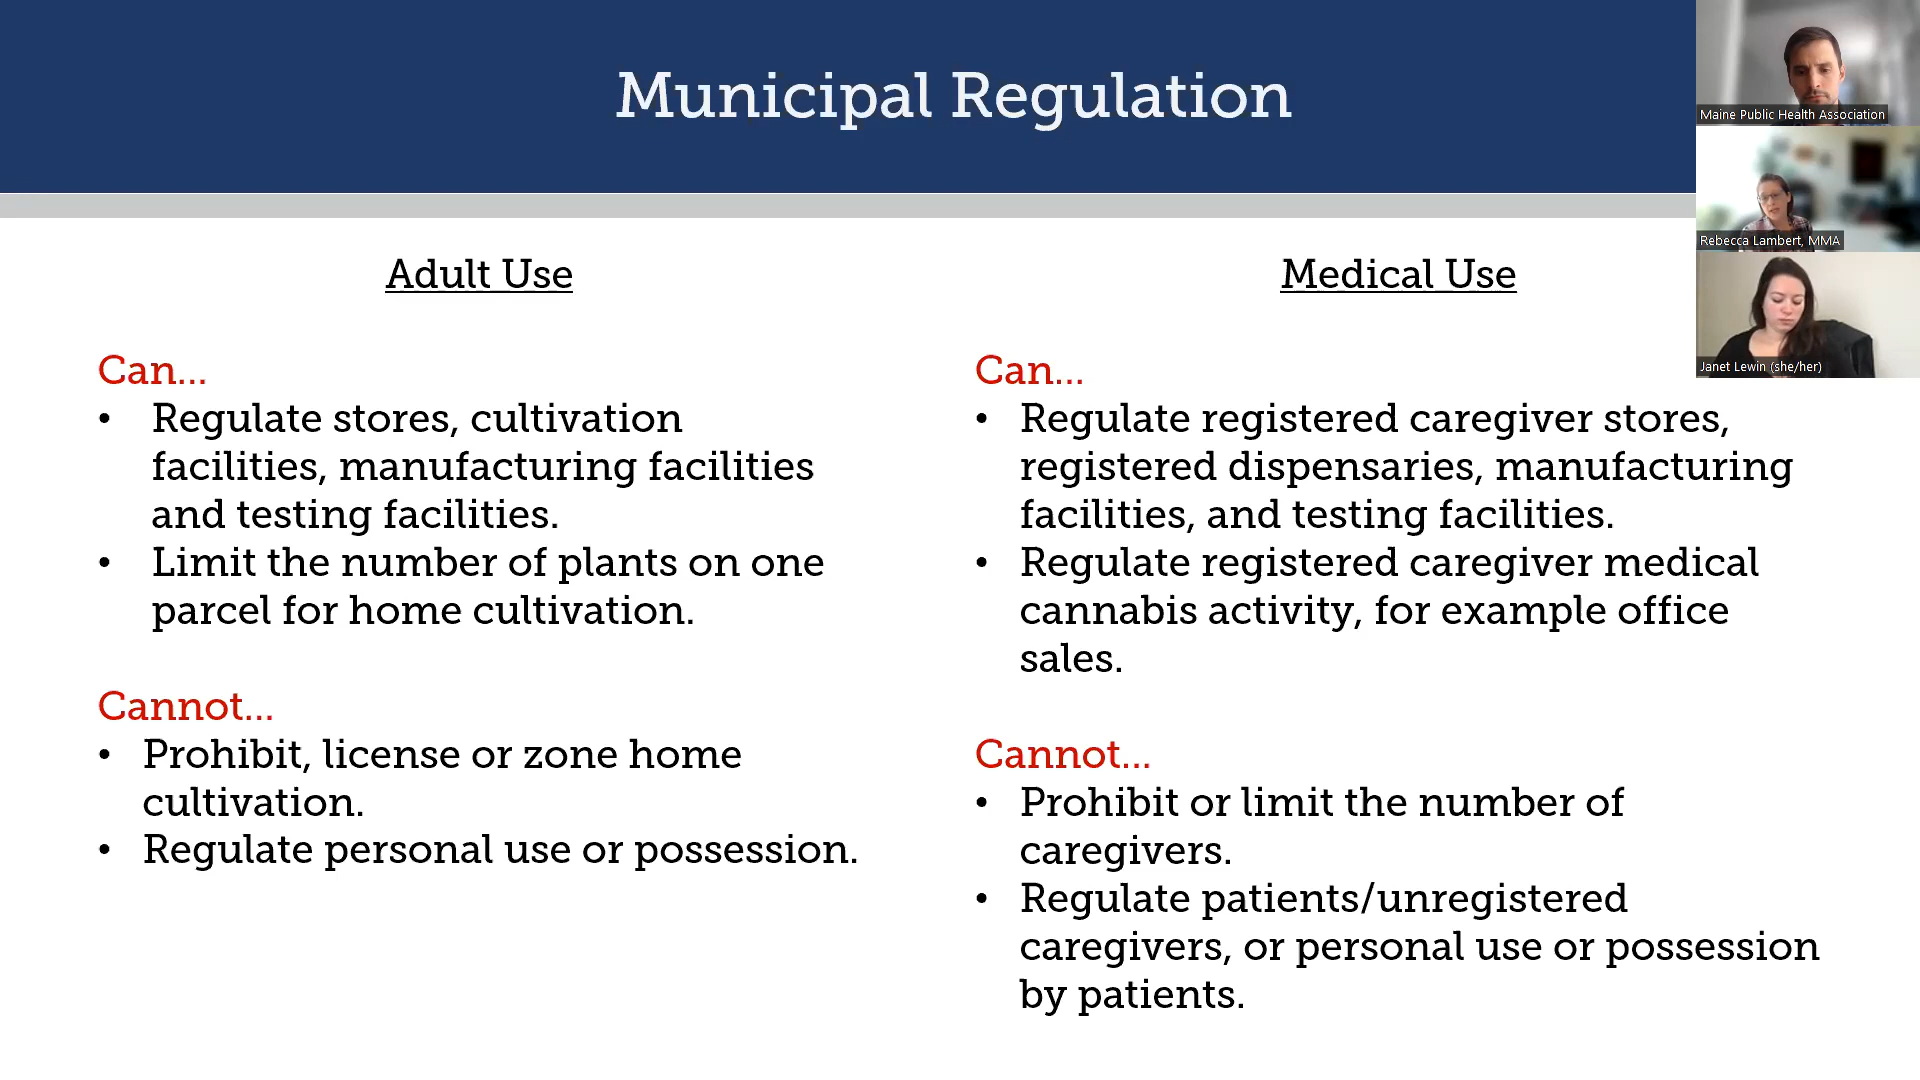 Municipal Regulation
Maine Public Health Association
Rebecca Lambert, MMA
Janet Lewin (she/her)
Adult Use
Can...
• Regulate stores, cultivation
facilities, manufacturing facilities
and testing facilities.
• Limit the number of plants on one
parcel for home cultivation.
Cannot...
• Prohibit, license or zone home
cultivation.
• Regulate personal use or possession.
Medical Use
Can...
• Regulate registered caregiver stores,
registered dispensaries, manufacturing
facilities, and testing facilities.
• Regulate registered caregiver medical
cannabis activity, for example office
sales.
Cannot...
• Prohibit or limit the number of
caregivers.
• Regulate patients/unregistered
caregivers, or personal use or possession
by patients.